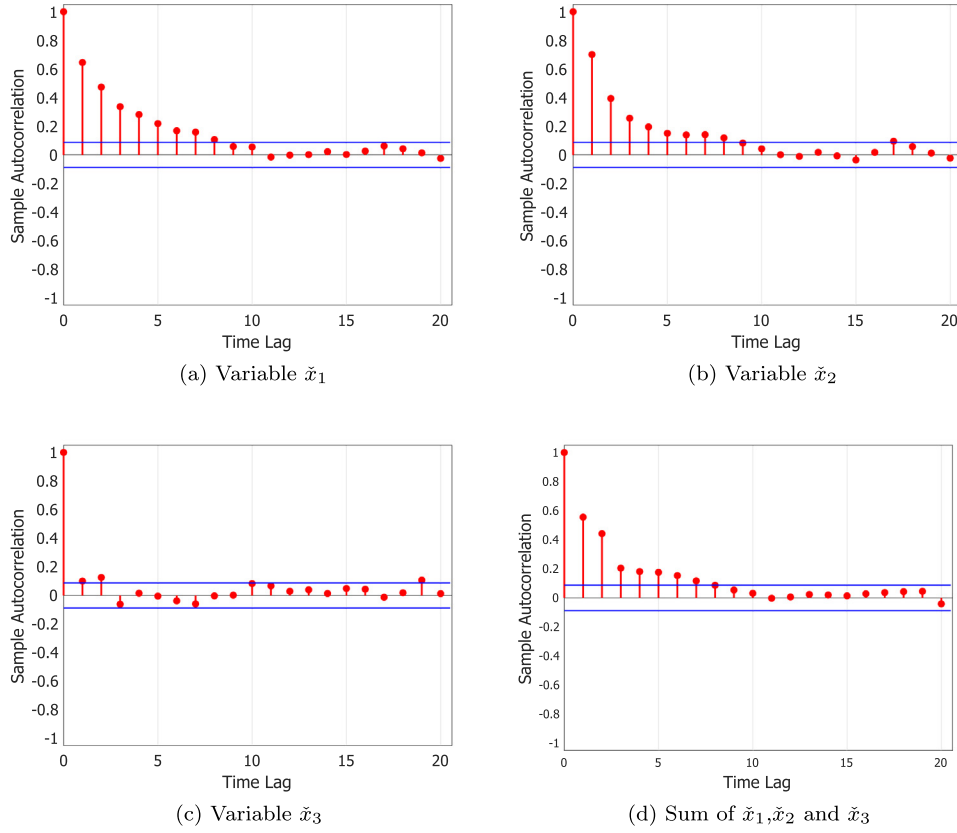 1
0.8
0.6
0.4
0.2
0
-0.2
-0.4
-0.6
-0.8
-1
Sample Autocorrelation
0 5 10 15 20
Time Lag
(a) Variable x̌₁
1
0.8
0.6
0.4
0.2
0
-0.2
-0.4
-0.6
-0.8
-1
Sample Autocorrelation
0 5 10 15 20
Time Lag
(b) Variable x̌₂
1
0.8
0.6
0.4
0.2
0
-0.2
-0.4
-0.6
-0.8
-1
Sample Autocorrelation
0 5 10 15 20
Time Lag
(c) Variable x̌₃
1
0.8
0.6
0.4
0.2
0
-0.2
-0.4
-0.6
-0.8
-1
Sample Autocorrelation
0 5 10 15 20
Time Lag
(d) Sum of x̌₁,x̌₂ and x̌₃